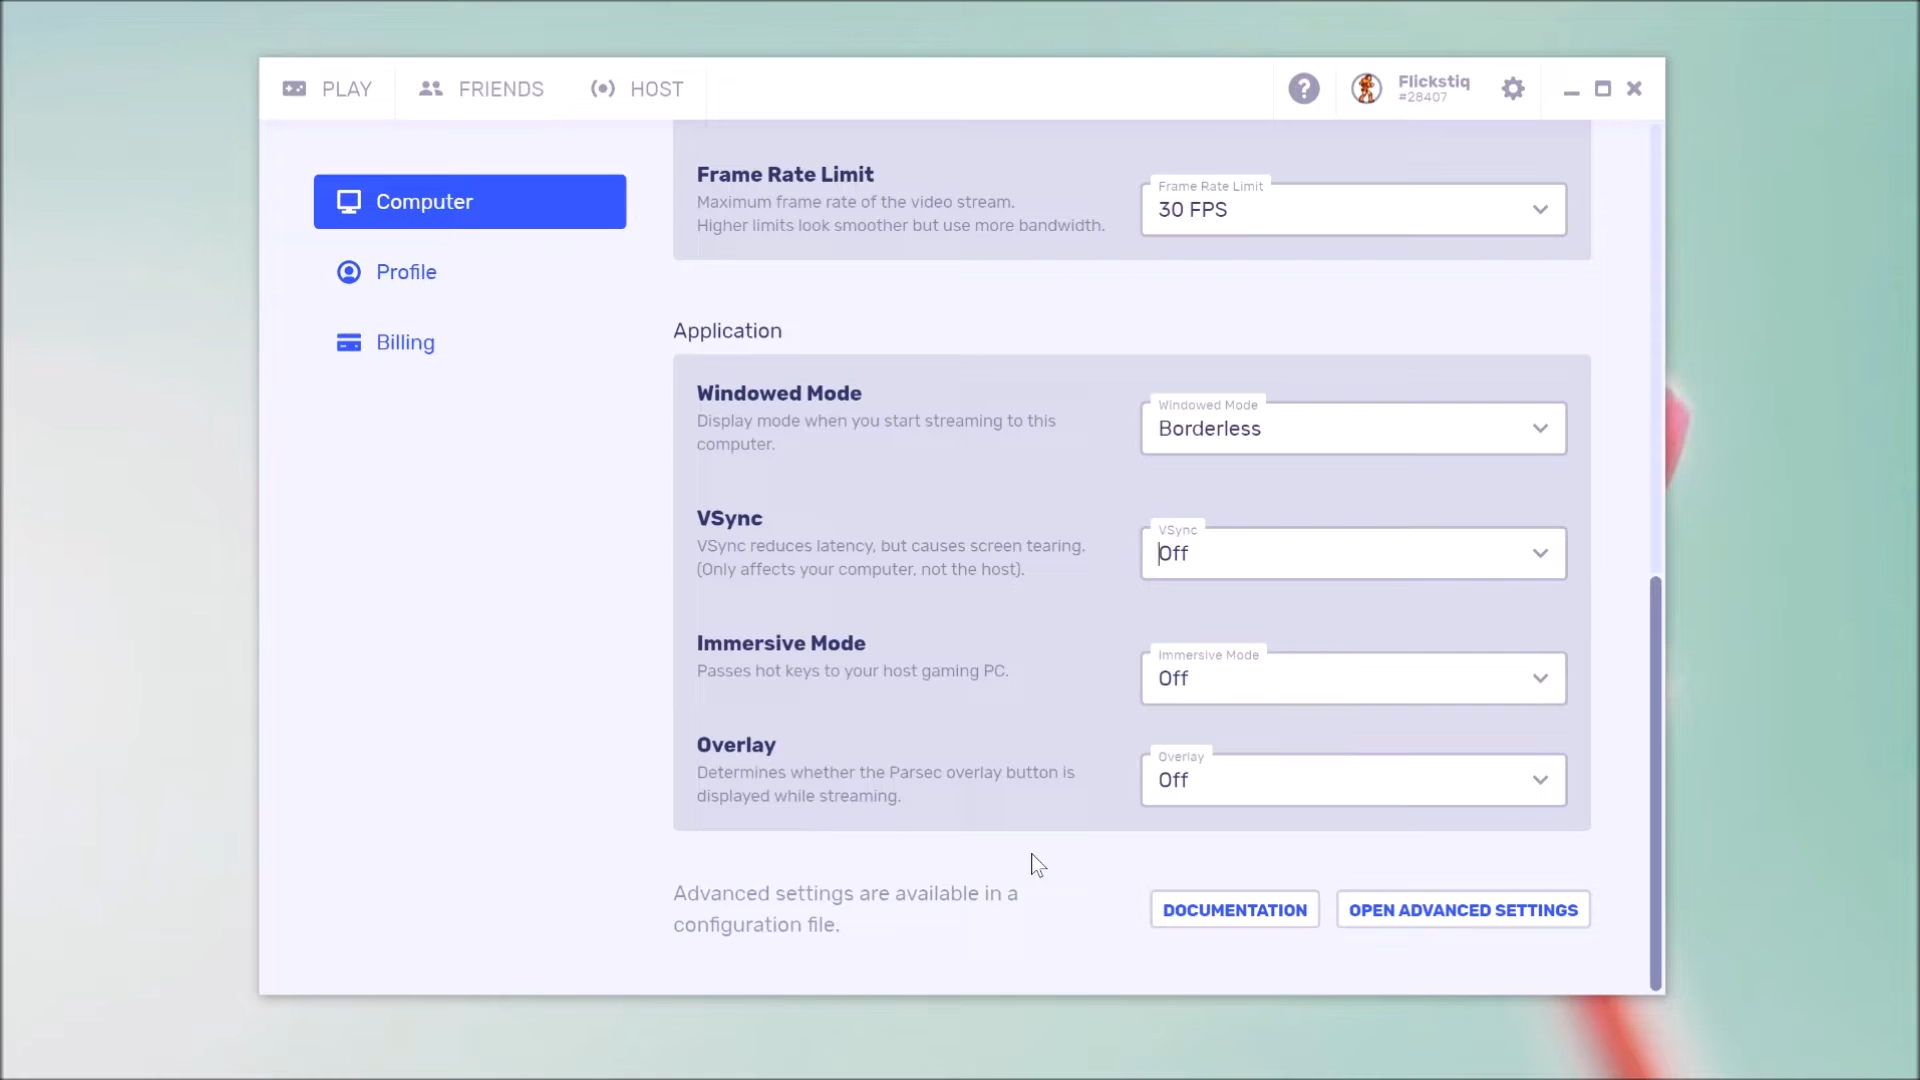 PLAY
FRIENDS
HOST
?
Flickstiq
#28407
Computer
Profile
Billing
Frame Rate Limit
Maximum frame rate of the video stream.
Higher limits look smoother but use more bandwidth.
Frame Rate Limit
30 FPS
Application
Windowed Mode
Display mode when you start streaming to this
computer.
Windowed Mode
Borderless
VSync
VSync reduces latency, but causes screen tearing.
(Only affects your computer, not the host).
VSync
Off
Immersive Mode
Passes hot keys to your host gaming PC.
Immersive Mode
Off
Overlay
Determines whether the Parsec overlay button is
displayed while streaming.
Overlay
Off
Advanced settings are available in a
configuration file.
DOCUMENTATION
OPEN ADVANCED SETTINGS